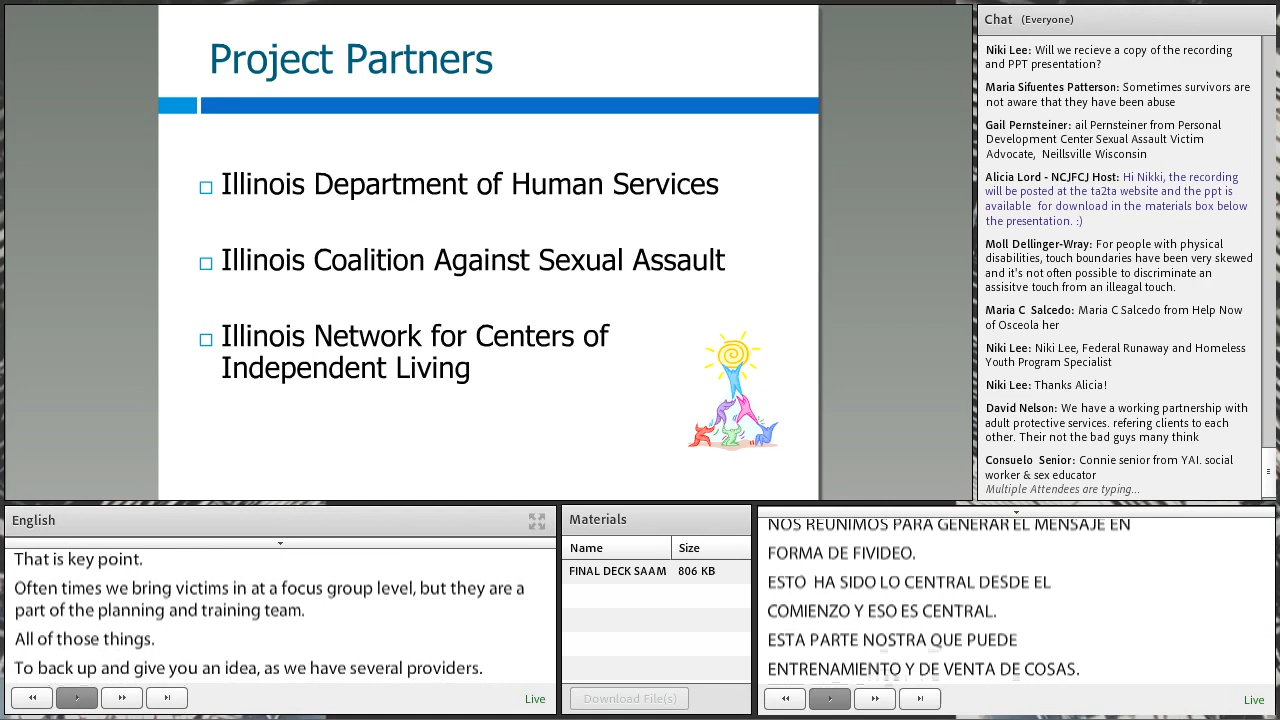 Project Partners
Illinois Department of Human Services
Illinois Coalition Against Sexual Assault
Illinois Network for Centers of
Independent Living
Chat (Everyone)
Niki Lee: Will we recieve a copy of the recording
and PPT presentation?
Maria Sifuentes Patterson: Sometimes survivors are
not aware that they have been abuse
Gail Pernsteiner: ail Pernsteiner from Personal
Development Center Sexual Assault Victim
Advocate, Neillsville Wisconsin
Alicia Lord - NCJFCJ Host: Hi Nikki, the recording
will be posted at the ta2ta website and the ppt is
available for download in the materials box below
the presentation. :)
Moll Dellinger-Wray: For people with physical
disabilities, touch boundaries have been very skewed
and it's not often possible to discriminate an
assisitve touch from an illeagal touch.
Maria C Salcedo: Maria C Salcedo from Help Now
of Osceola her
Niki Lee: Niki Lee, Federal Runaway and Homeless
Youth Program Specialist
Niki Lee: Thanks Alicia!
David Nelson: We have a working partnership with
adult protective services. refering clients to each
other. Their not the bad guys many think
Consuelo Senior: Connie senior from YAI. social
worker & sex educator
Multiple Attendees are typing...
English
That is key point.
Often times we bring victims in at a focus group level, but they are a
part of the planning and training team.
All of those things.
To back up and give you an idea, as we have several providers.
Live
Materials
Name Size
FINAL DECK SAAM 806 KB
Download File(s)
NOS REUNIMOS PARA GENERAR EL MENSAJE EN
FORMA DE FIVIDEO.
ESTO HA SIDO LO CENTRAL DESDE EL
COMIENZO Y ESO ES CENTRAL.
ESTA PARTE NOSTRA QUE PUEDE
ENTRENAMIENTO Y DE VENTA DE COSAS.
Live